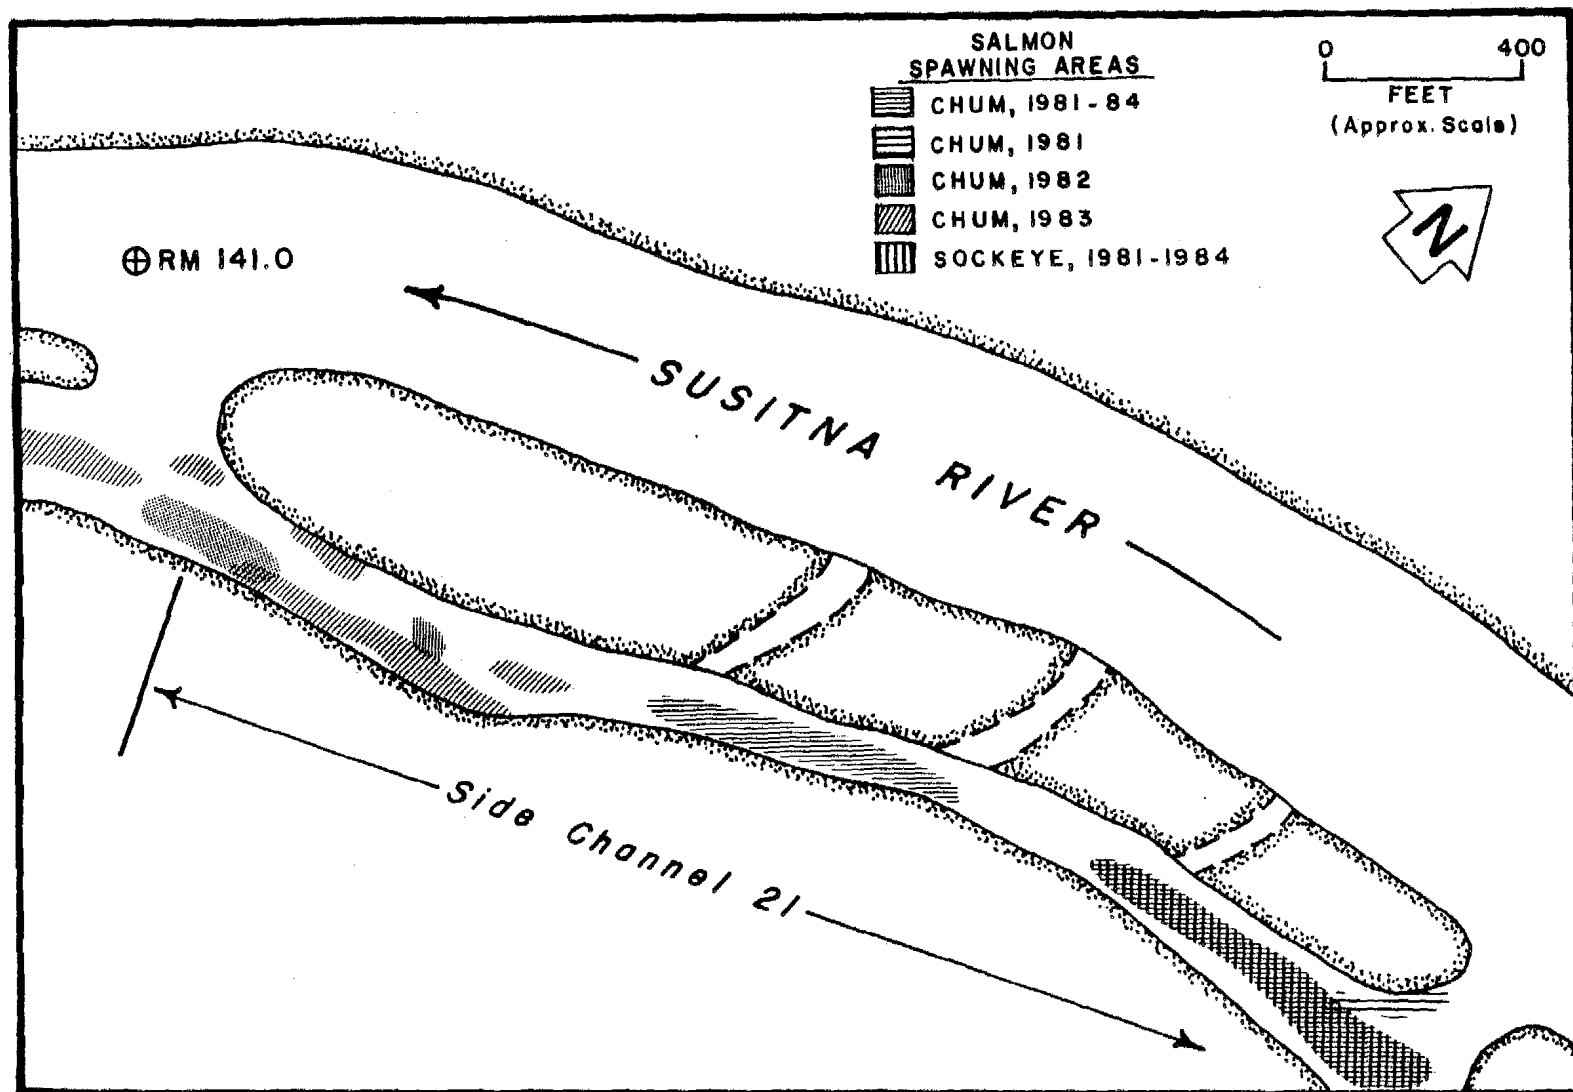 SALMON
SPAWNING AREAS
CHUM, 1981-84
CHUM, 1981
CHUM, 1982
CHUM, 1983
SOCKEYE, 1981-1984
0 400
FEET
(Approx. Scale)
N
RM 141.0
SUSITNA RIVER
Side Channel 21